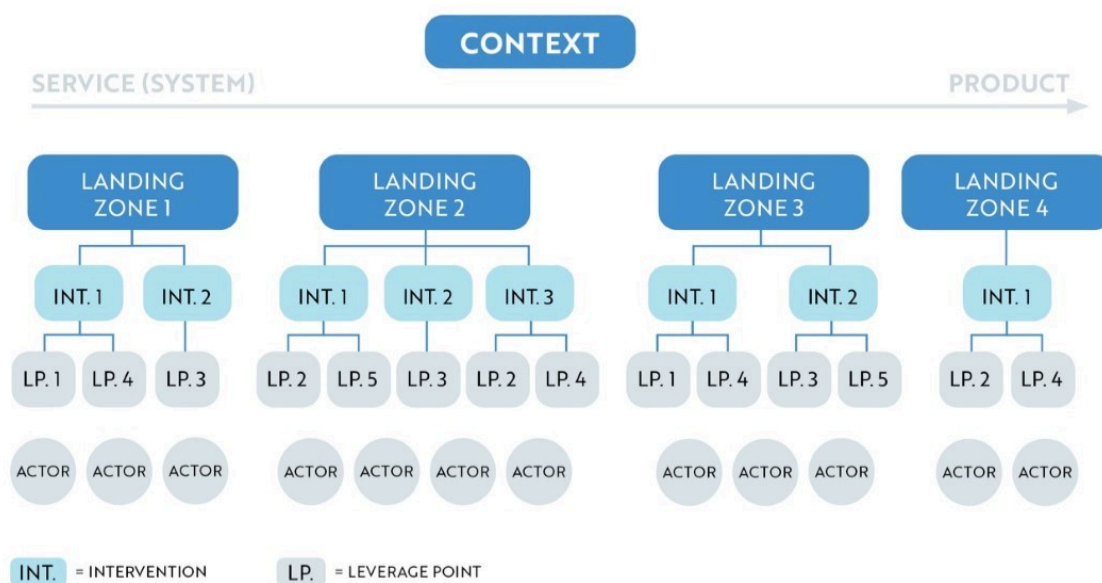 CONTEXT
SERVICE (SYSTEM) PRODUCT
LANDING ZONE 1 LANDING ZONE 2 LANDING ZONE 3 LANDING ZONE 4
INT. 1 INT. 2 INT. 1 INT. 2 INT. 3 INT. 1 INT. 2 INT. 1
LP. 1 LP. 4 LP. 3 LP. 2 LP. 5 LP. 3 LP. 2 LP. 4 LP. 1 LP. 4 LP. 3 LP. 5 LP. 2 LP. 4
ACTOR ACTOR ACTOR ACTOR ACTOR ACTOR ACTOR ACTOR ACTOR ACTOR ACTOR ACTOR
INT. = INTERVENTION LP. = LEVERAGE POINT